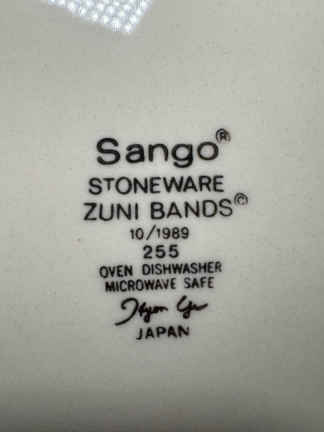 Sango®
STONEWARE
ZUNI BANDS©
10/1989
255
OVEN DISHWASHER
MICROWAVE SAFE
JAPAN